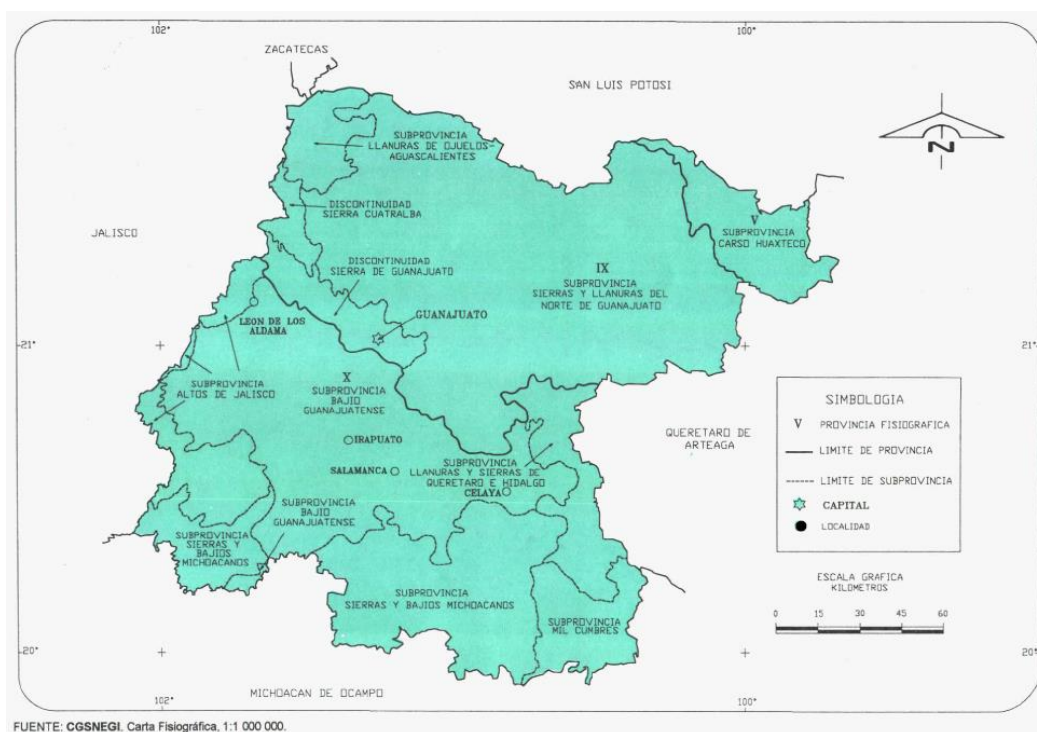 102°
100°
ZACATECAS
SAN LUIS POTOSI
SUBPROVINCIA
LLANURAS DE OJUELOS-
AGUASCALIENTES
N
DISCONTINUIDAD
SIERRA CUATRALBA
V
SUBPROVINCIA
CARSO HUAXTECO
JALISCO
DISCONTINUIDAD
SIERRA DE GUANAJUATO
IX
SUBPROVINCIA
SIERRAS Y LLANURAS DEL
NORTE DE GUANAJUATO
GUANAJUATO
LEON DE LOS
ALDAMA
21°
21°
SUBPROVINCIA
ALTOS DE JALISCO
X
SUBPROVINCIA
BAJIO
GUANAJUATENSE
SIMBOLOGIA
V PROVINCIA FISIOGRAFICA
LIMITE DE PROVINCIA
LIMITE DE SUBPROVINCIA
CAPITAL
LOCALIDAD
QUERETARO DE
ARTEAGA
IRAPUATO
SALAMANCA
SUBPROVINCIA
LLANURAS Y SIERRAS DE
QUERETARO E HIDALGO
CELAYA
SUBPROVINCIA
BAJIO
GUANAJUATENSE
SUBPROVINCIA
SIERRAS Y
BAJIOS
MICHOACANOS
SUBPROVINCIA
SIERRAS Y BAJIOS MICHOACANOS
SUBPROVINCIA
MIL CUMBRES
ESCALA GRAFICA
KILOMETROS
0 15 30 45 60
20°
20°
MICHOACAN DE OCAMPO
102°
100°
FUENTE: CGSNEGI. Carta Fisiográfica, 1:1 000 000.